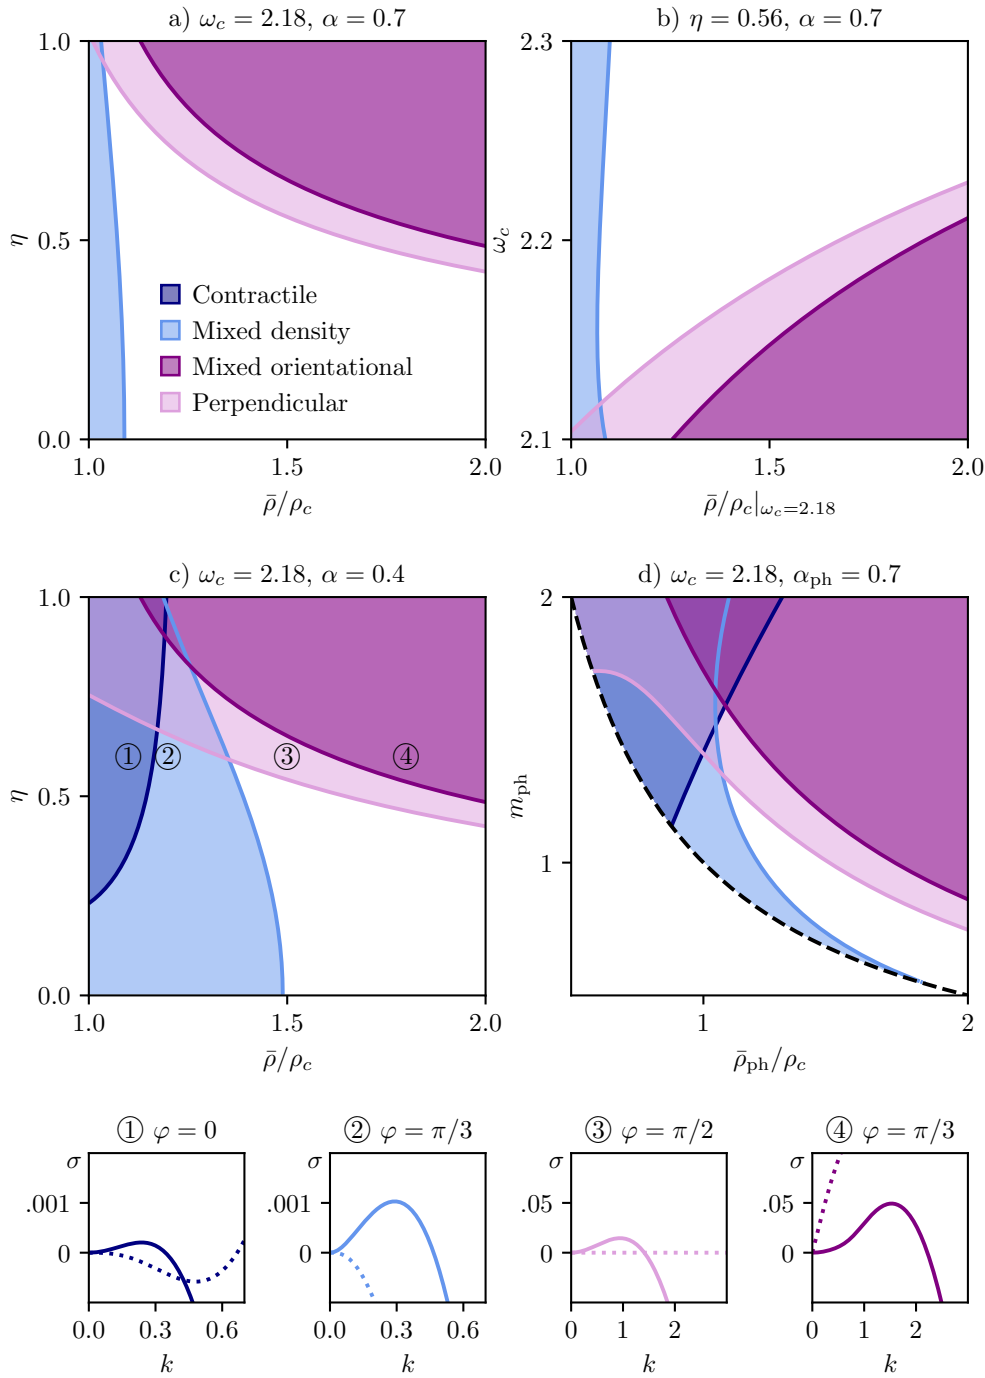 a) ω_c = 2.18, α = 0.7
1.0
0.5
0.0
η
Contractile
Mixed density
Mixed orientational
Perpendicular
1.0 1.5 2.0
ρ̄/ρ_c
b) η = 0.56, α = 0.7
2.3
2.2
2.1
ω_c
1.0 1.5 2.0
ρ̄/ρ_c|_{ω_c=2.18}
c) ω_c = 2.18, α = 0.4
1.0
0.5
0.0
η
① ② ③ ④
1.0 1.5 2.0
ρ̄/ρ_c
d) ω_c = 2.18, α_ph = 0.7
2
1
m_ph
1 2
ρ̄_ph/ρ_c
① φ = 0
σ
.001
0
0.0 0.3 0.6
k
② φ = π/3
σ
.001
0
0.0 0.3 0.6
k
③ φ = π/2
σ
.05
0
0 1 2
k
④ φ = π/3
σ
.05
0
0 1 2
k